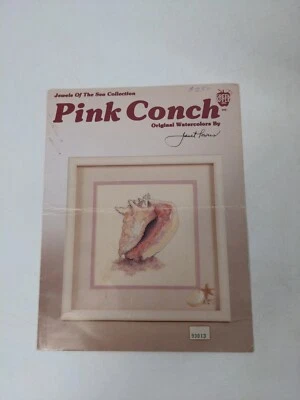 Jewels Of The Sea Collection
Pink Conch
Original Watercolors By